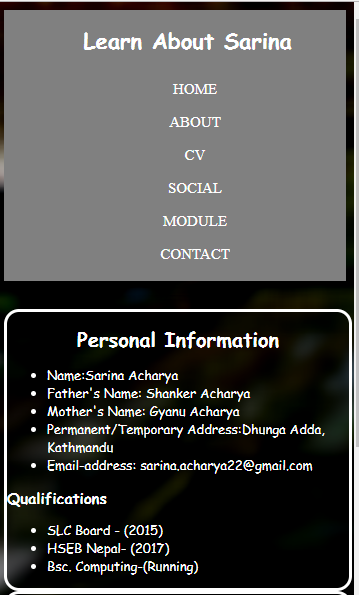 Learn About Sarina
HOME
ABOUT
CV
SOCIAL
MODULE
CONTACT
Personal Information
Name:Sarina Acharya
Father's Name: Shanker Acharya
Mother's Name: Gyanu Acharya
Permanent/Temporary Address:Dhunga Adda,
Kathmandu
Email-address: sarina.acharya22@gmail.com
Qualifications
SLC Board - (2015)
HSEB Nepal- (2017)
Bsc. Computing-(Running)